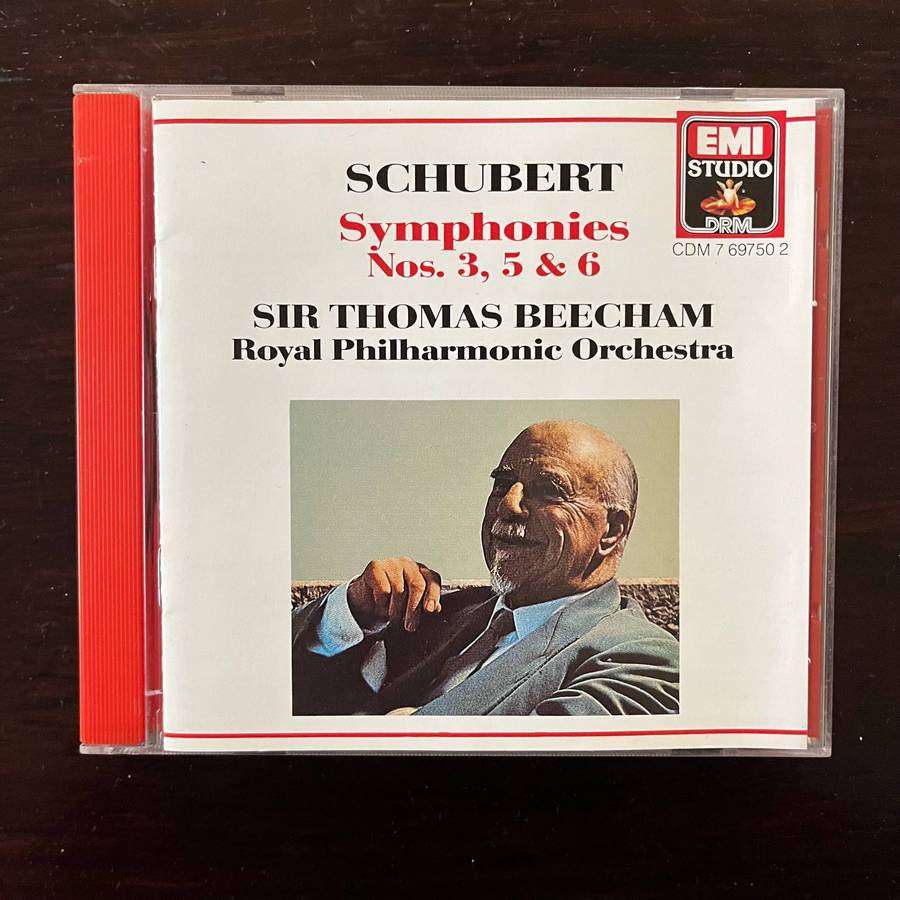 SCHUBERT
Symphonies
Nos. 3, 5 & 6
SIR THOMAS BEECHAM
Royal Philharmonic Orchestra
EMI
STUDIO
DRM
CDM 7 69750 2